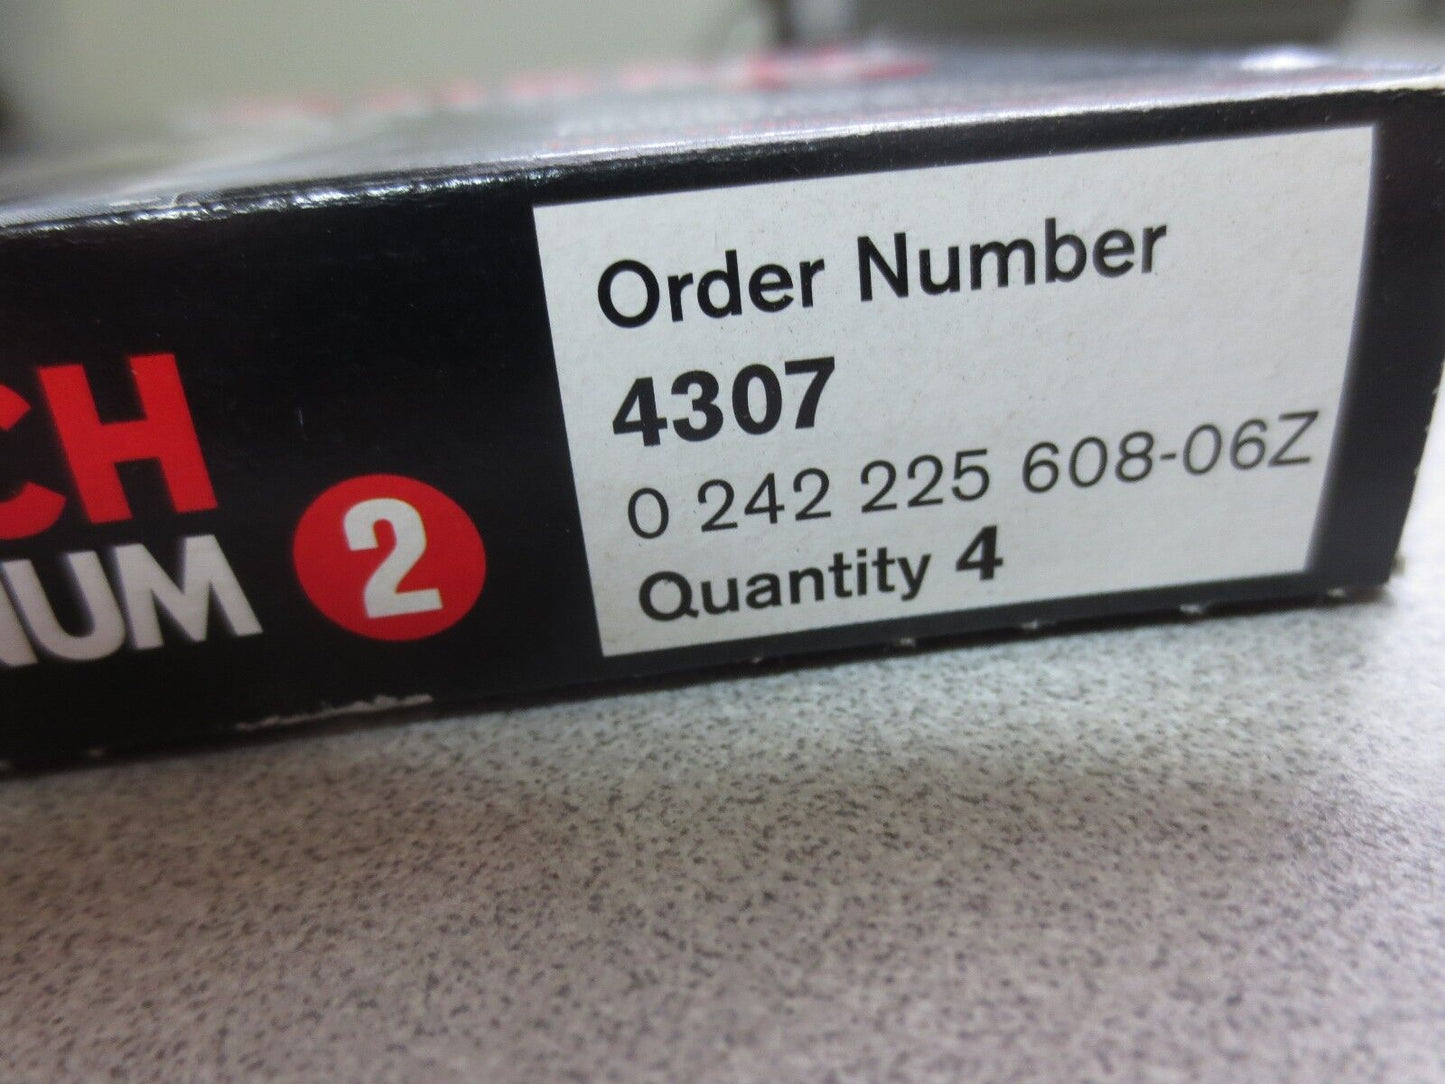 CH
NUM 2
Order Number
4307
0 242 225 608-06Z
Quantity 4